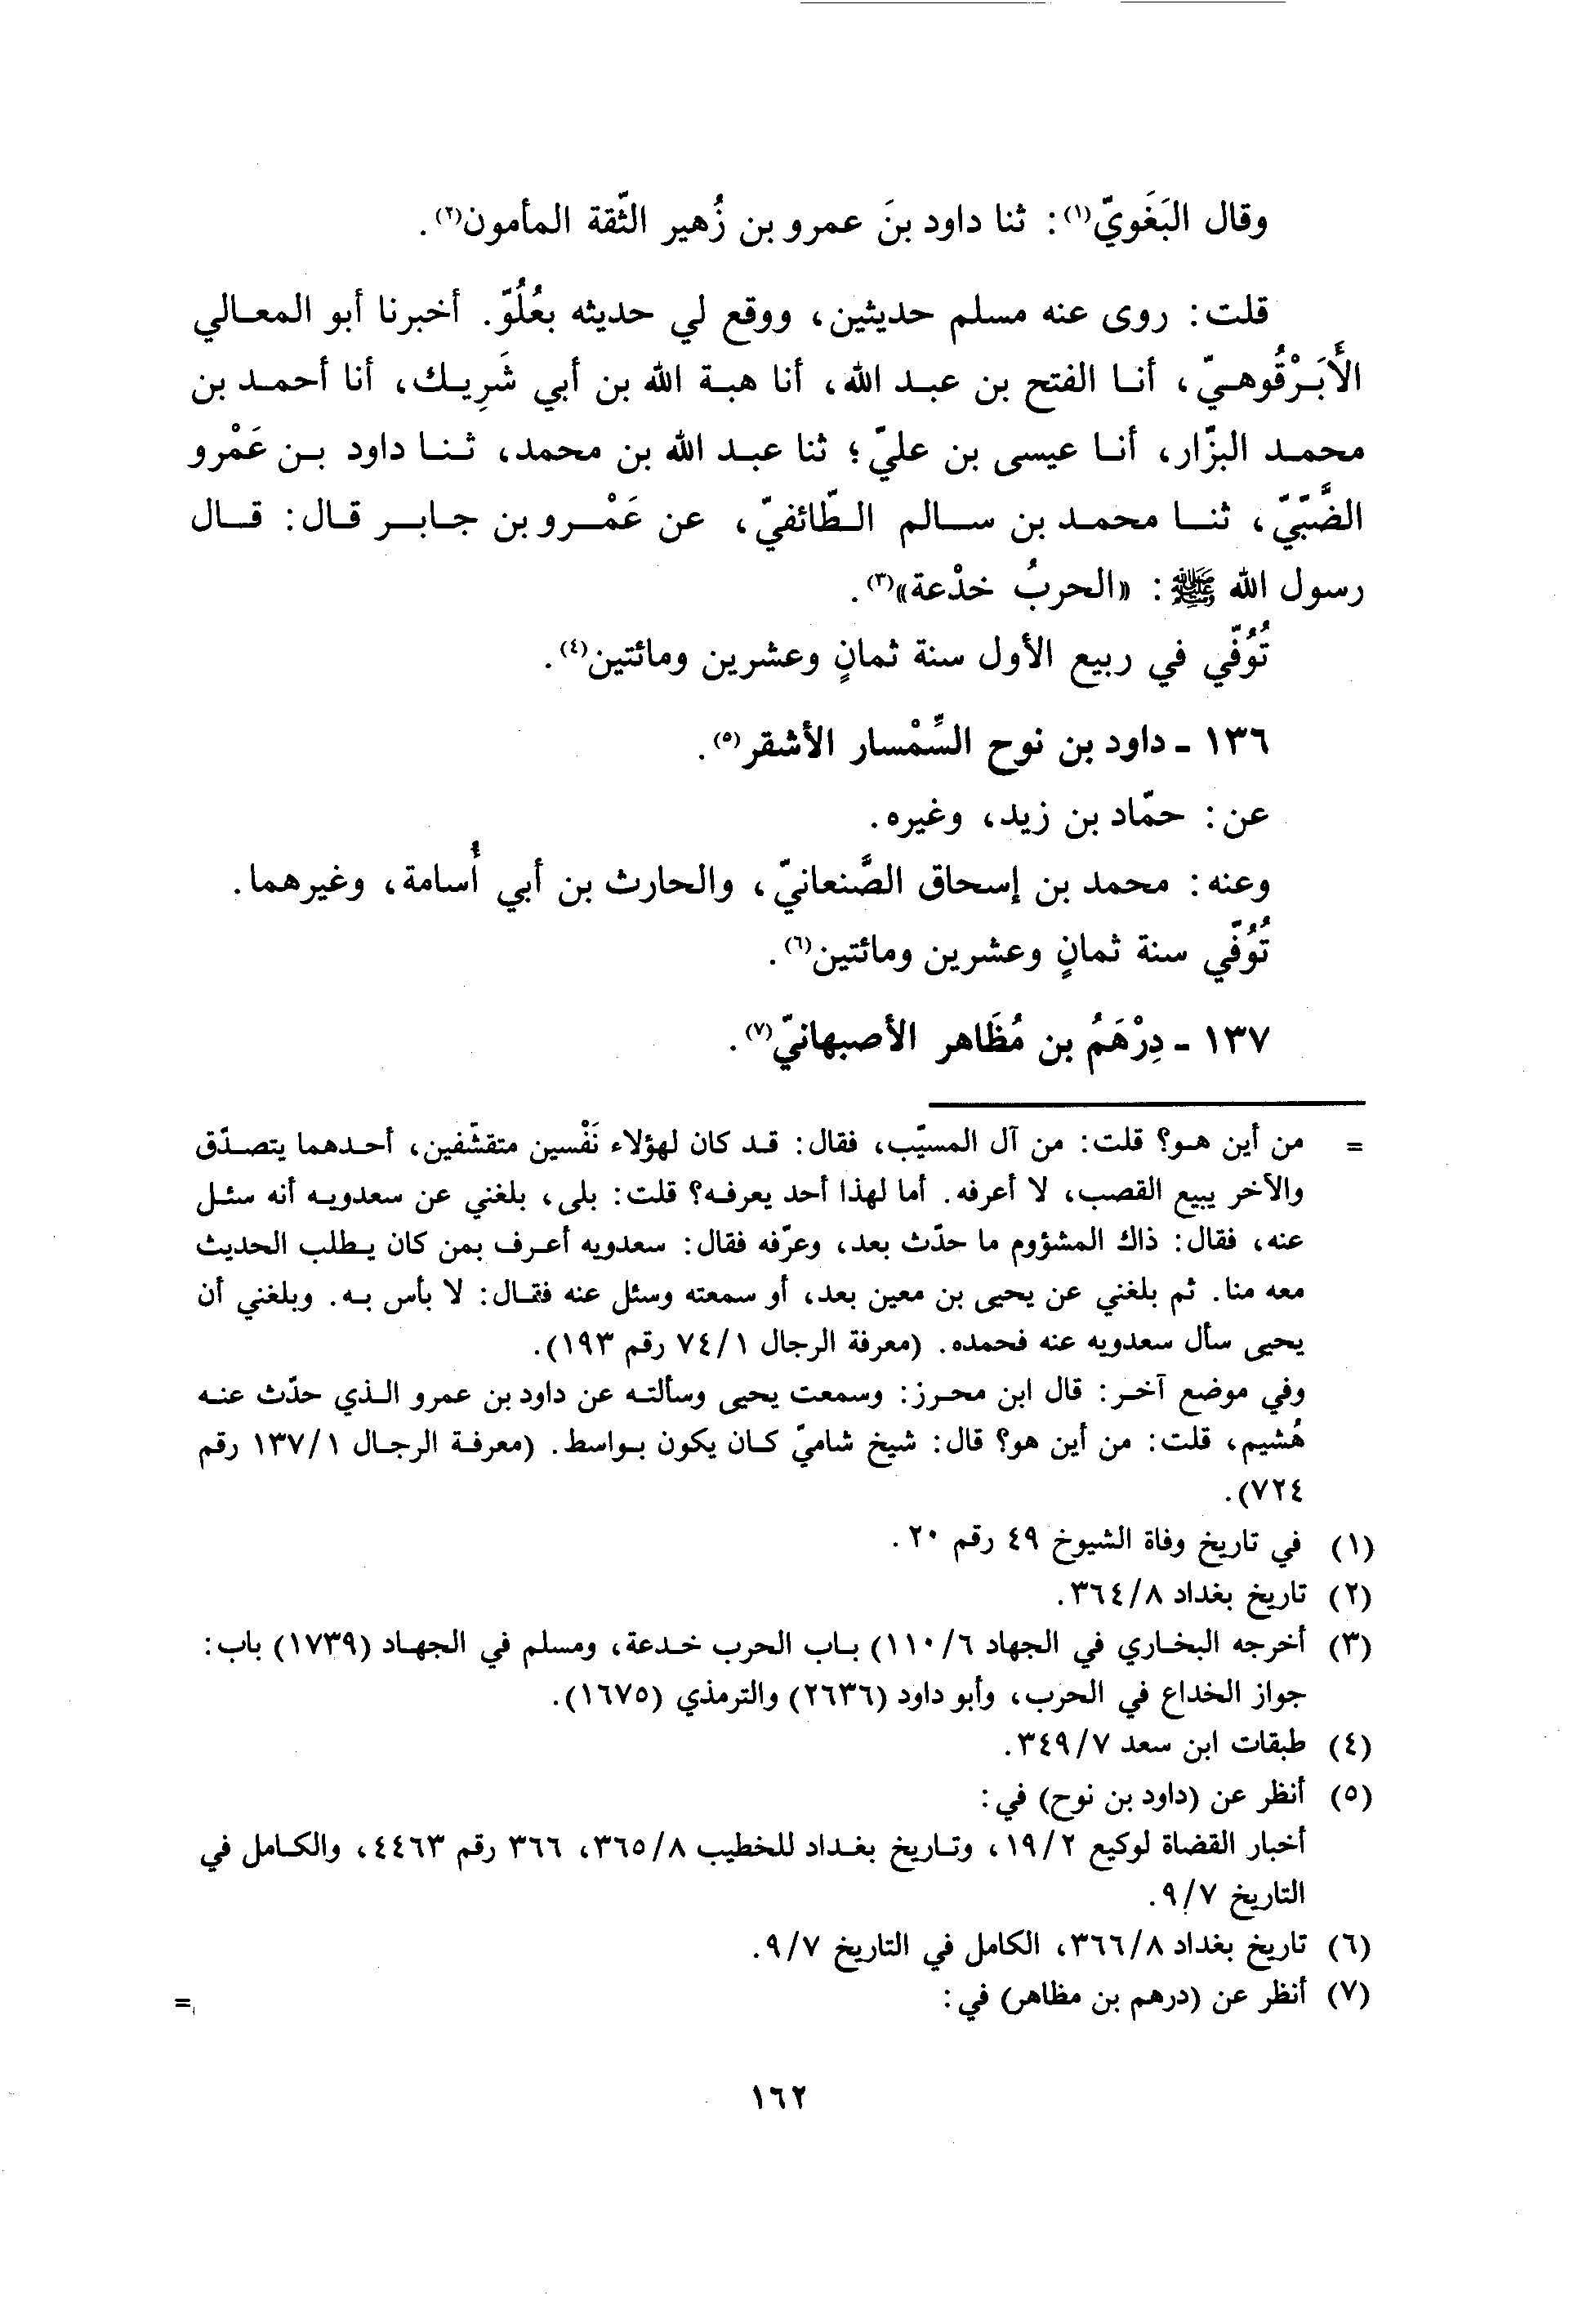 وقال البَغَويّ(١): ثنا داود بنَ عمرو بن زُهير الثّقة المأمون(٢).
قلت: روى عنه مسلم حديثين، ووقع لي حديثه بعُلُوّ. أخبرنا أبو المعالي
الأَبَرْقُوهيّ، أنا الفتح بن عبد الله، أنا هبة الله بن أبي شَرِيك، أنا أحمد بن
محمد البزّار، أنا عيسى بن عليّ؛ ثنا عبد الله بن محمد، ثنا داود بن عَمْرو
الضَّبّيّ، ثنا محمد بن سالم الطّائفيّ، عن عَمْرو بن جابر قال: قال
رسول الله ﷺ: «الحربُ خدْعة»(٣).
تُوُفّي في ربيع الأول سنة ثمانٍ وعشرين ومائتين(٤).
١٣٦ ـ داود بن نوح السِّمْسار الأشقر(٥).
عن: حمّاد بن زيد، وغيره.
وعنه: محمد بن إسحاق الصَّنعانيّ، والحارث بن أبي أُسامة، وغيرهما.
تُوُفّي سنة ثمانٍ وعشرين ومائتين(٦).
١٣٧ ـ دِرْهَمُ بن مُظَاهر الأصبهانيّ(٧).
= من أين هو؟ قلت: من آل المسيّب، فقال: قد كان لهؤلاء نَفْسين متقشّفين، أحدهما يتصدّق
والآخر يبيع القصب، لا أعرفه. أما لهذا أحد يعرفه؟ قلت: بلى، بلغني عن سعدويه أنه سئل
عنه، فقال: ذاك المشؤوم ما حدّث بعد، وعرّفه فقال: سعدويه أعرف بمن كان يطلب الحديث
معه منا. ثم بلغني عن يحيى بن معين بعد، أو سمعته وسئل عنه فقال: لا بأس به. وبلغني أن
يحيى سأل سعدويه عنه فحمده. (معرفة الرجال ١/‏٧٤ رقم ١٩٣).
وفي موضع آخر: قال ابن محرز: وسمعت يحيى وسألته عن داود بن عمرو الذي حدّث عنه
هُشيم، قلت: من أين هو؟ قال: شيخ شاميّ كان يكون بواسط. (معرفة الرجال ١/‏١٣٧ رقم
٧٢٤).
(١) في تاريخ وفاة الشيوخ ٤٩ رقم ٢٠.
(٢) تاريخ بغداد ٨/‏٣٦٤.
(٣) أخرجه البخاري في الجهاد ٦/‏١١٠) باب الحرب خدعة، ومسلم في الجهاد (١٧٣٩) باب:
جواز الخداع في الحرب، وأبو داود (٢٦٣٦) والترمذي (١٦٧٥).
(٤) طبقات ابن سعد ٧/‏٣٤٩.
(٥) أنظر عن (داود بن نوح) في:
أخبار القضاة لوكيع ٢/‏١٩، وتاريخ بغداد للخطيب ٨/‏٣٦٥، ٣٦٦ رقم ٤٤٦٣، والكامل في
التاريخ ٧/‏٩.
(٦) تاريخ بغداد ٨/‏٣٦٦، الكامل في التاريخ ٧/‏٩.
(٧) أنظر عن (درهم بن مظاهر) في: =
١٦٢